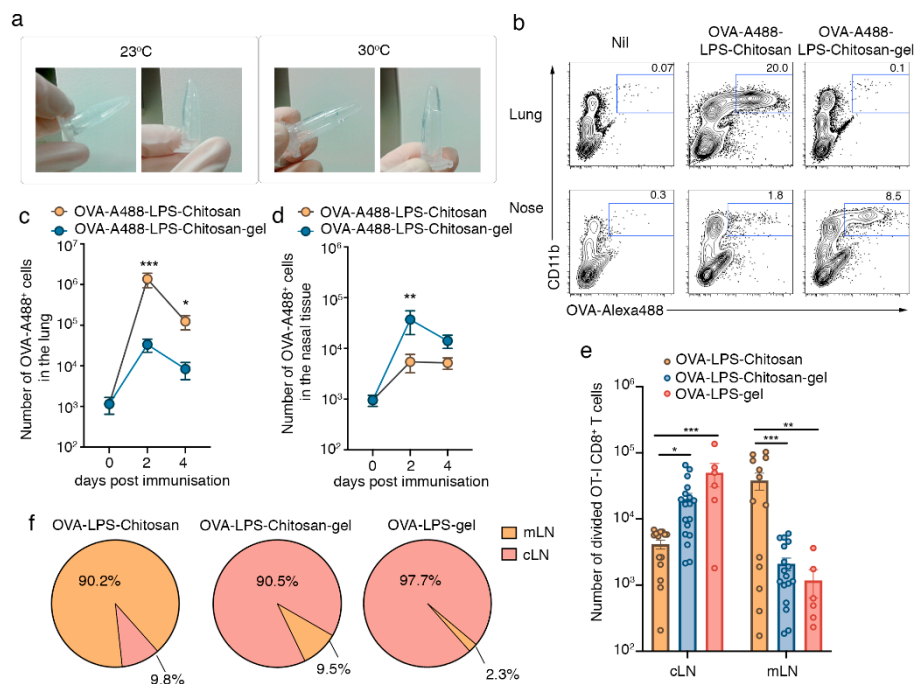 a
23°C
30°C
b
Nil
OVA-A488-
LPS-Chitosan
OVA-A488-
LPS-Chitosan-gel
Lung
0.07
20.0
0.1
Nose
0.3
1.8
8.5
CD11b
OVA-Alexa488
c
OVA-A488-LPS-Chitosan
OVA-A488-LPS-Chitosan-gel
Number of OVA-A488⁺ cells
in the lung
10⁶
10⁵
10⁴
10³
10²
***
*
0
2
4
days post immunisation
d
OVA-A488-LPS-Chitosan
OVA-A488-LPS-Chitosan-gel
Number of OVA-A488⁺ cells
in the nasal tissue
10⁶
10⁵
10⁴
10³
10²
**
0
2
4
days post immunisation
e
OVA-LPS-Chitosan
OVA-LPS-Chitosan-gel
OVA-LPS-gel
Number of divided OT-I CD8⁺ T cells
10⁶
10⁵
10⁴
10³
10²
***
*
**
***
cLN
mLN
f
OVA-LPS-Chitosan
OVA-LPS-Chitosan-gel
OVA-LPS-gel
mLN
cLN
90.2%
9.8%
90.5%
9.5%
97.7%
2.3%